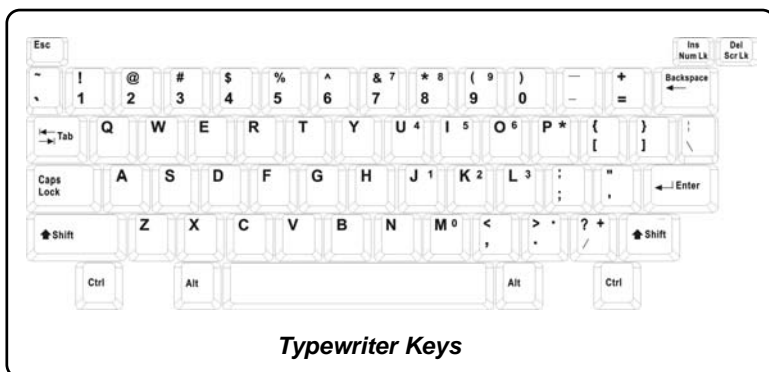 Esc Ins Del
Num Lk Scr Lk
~ ! @ # $ % ^ & 7 * 8 ( 9 ) — + Backspace
` 1 2 3 4 5 6 7 8 9 0 – =
Tab Q W E R T Y U 4 I 5 O 6 P * { } ¦
[ ] \
Caps A S D F G H J 1 K 2 L 3 : " Enter
Lock ; '
Shift Z X C V B N M 0 < > . ? + Shift
, . /
Ctrl Alt Alt Ctrl
Typewriter Keys